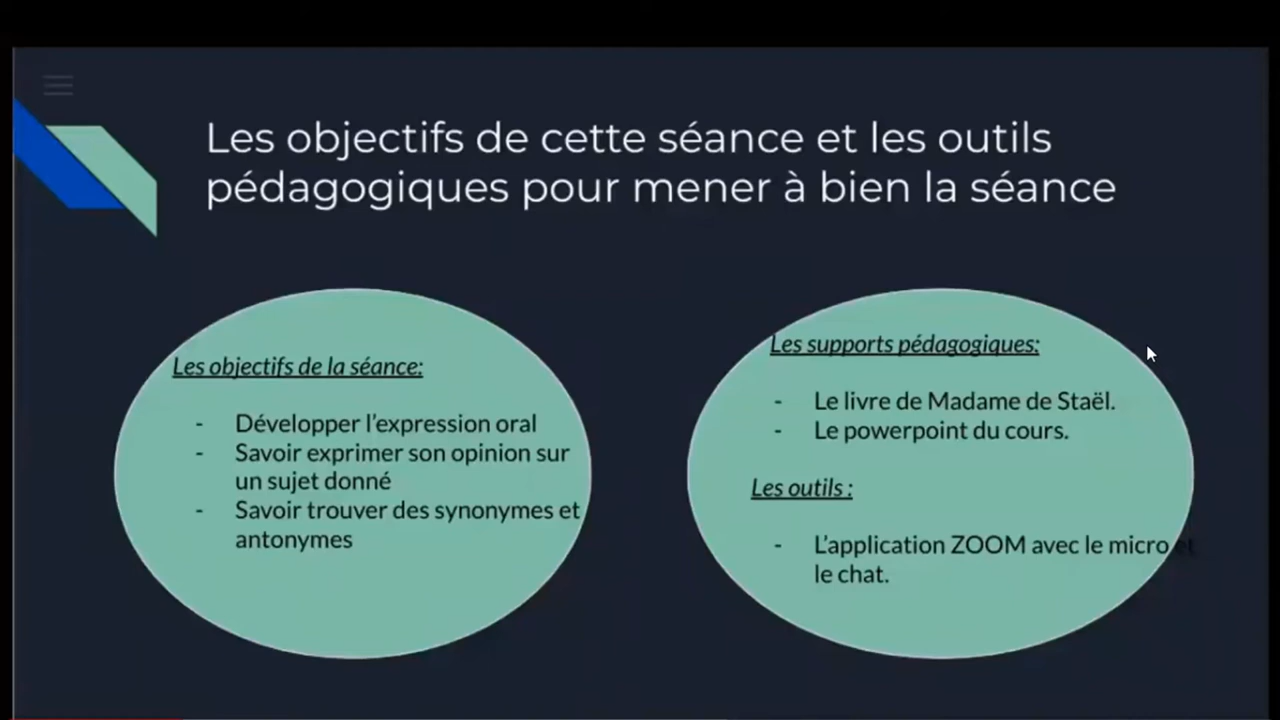 Les objectifs de cette séance et les outils
pédagogiques pour mener à bien la séance
Les objectifs de la séance:
- Développer l’expression oral
- Savoir exprimer son opinion sur
un sujet donné
- Savoir trouver des synonymes et
antonymes
Les supports pédagogiques:
- Le livre de Madame de Staël.
- Le powerpoint du cours.
Les outils :
- L’application ZOOM avec le micro et
le chat.